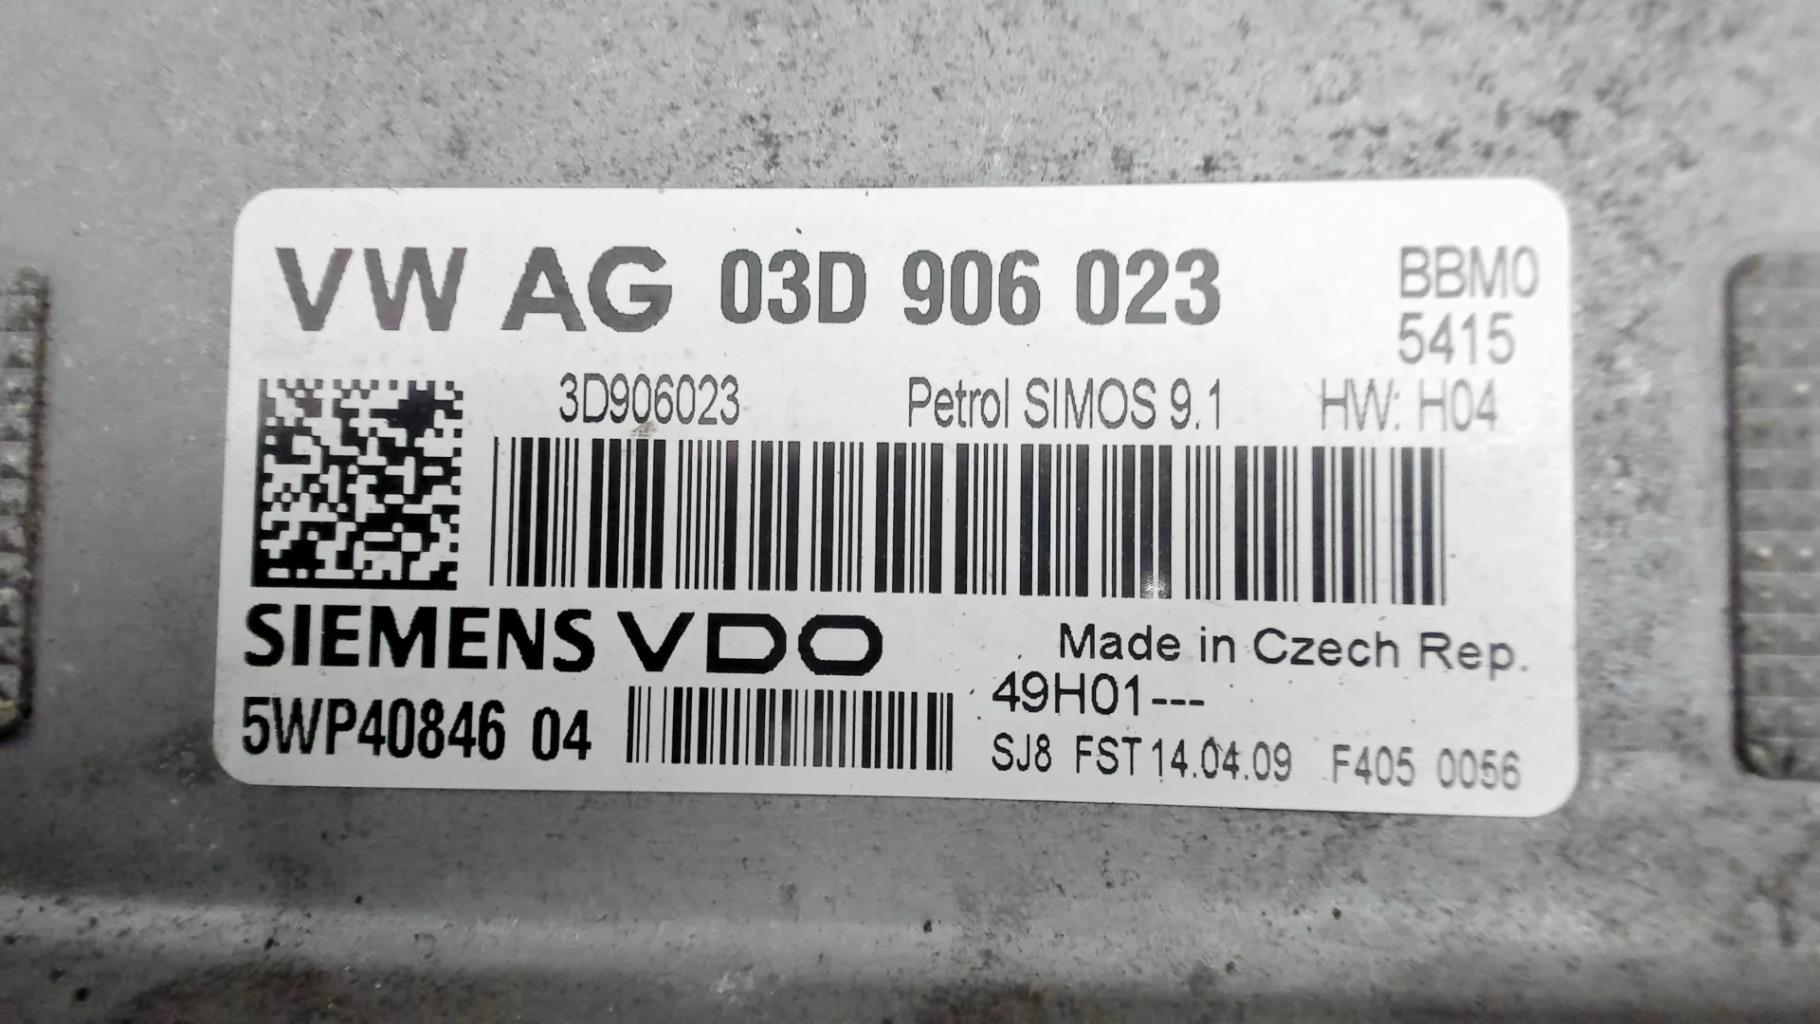 VW AG 03D 906 023 BBM0
5415
3D906023 Petrol SIMOS 9.1 HW: H04
SIEMENS VDO Made in Czech Rep.
49H01---
5WP40846 04 SJ8 FST 14.04.09 F405 0056